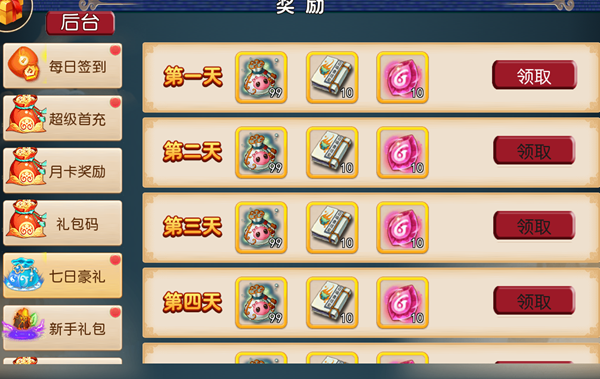 奖励
后台
每日签到
超级首充
月卡奖励
礼包码
七日豪礼
新手礼包
第一天 99 10 10 领取
第二天 99 10 10 领取
第三天 99 10 10 领取
第四天 99 10 10 领取